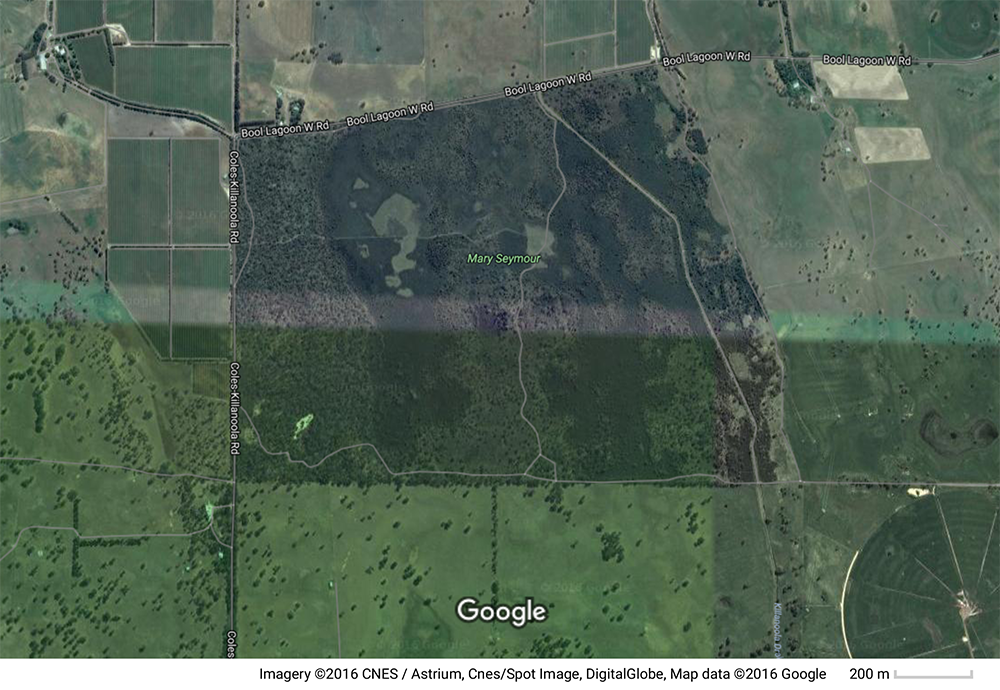 Bool Lagoon W Rd
Bool Lagoon W Rd
Bool Lagoon W Rd
Bool Lagoon W Rd
Bool Lagoon W Rd
Coles-Killanoola Rd
Mary Seymour
Coles-Killanoola Rd
Google
Coles
Imagery ©2016 CNES / Astrium, Cnes/Spot Image, DigitalGlobe, Map data ©2016 Google 200 m